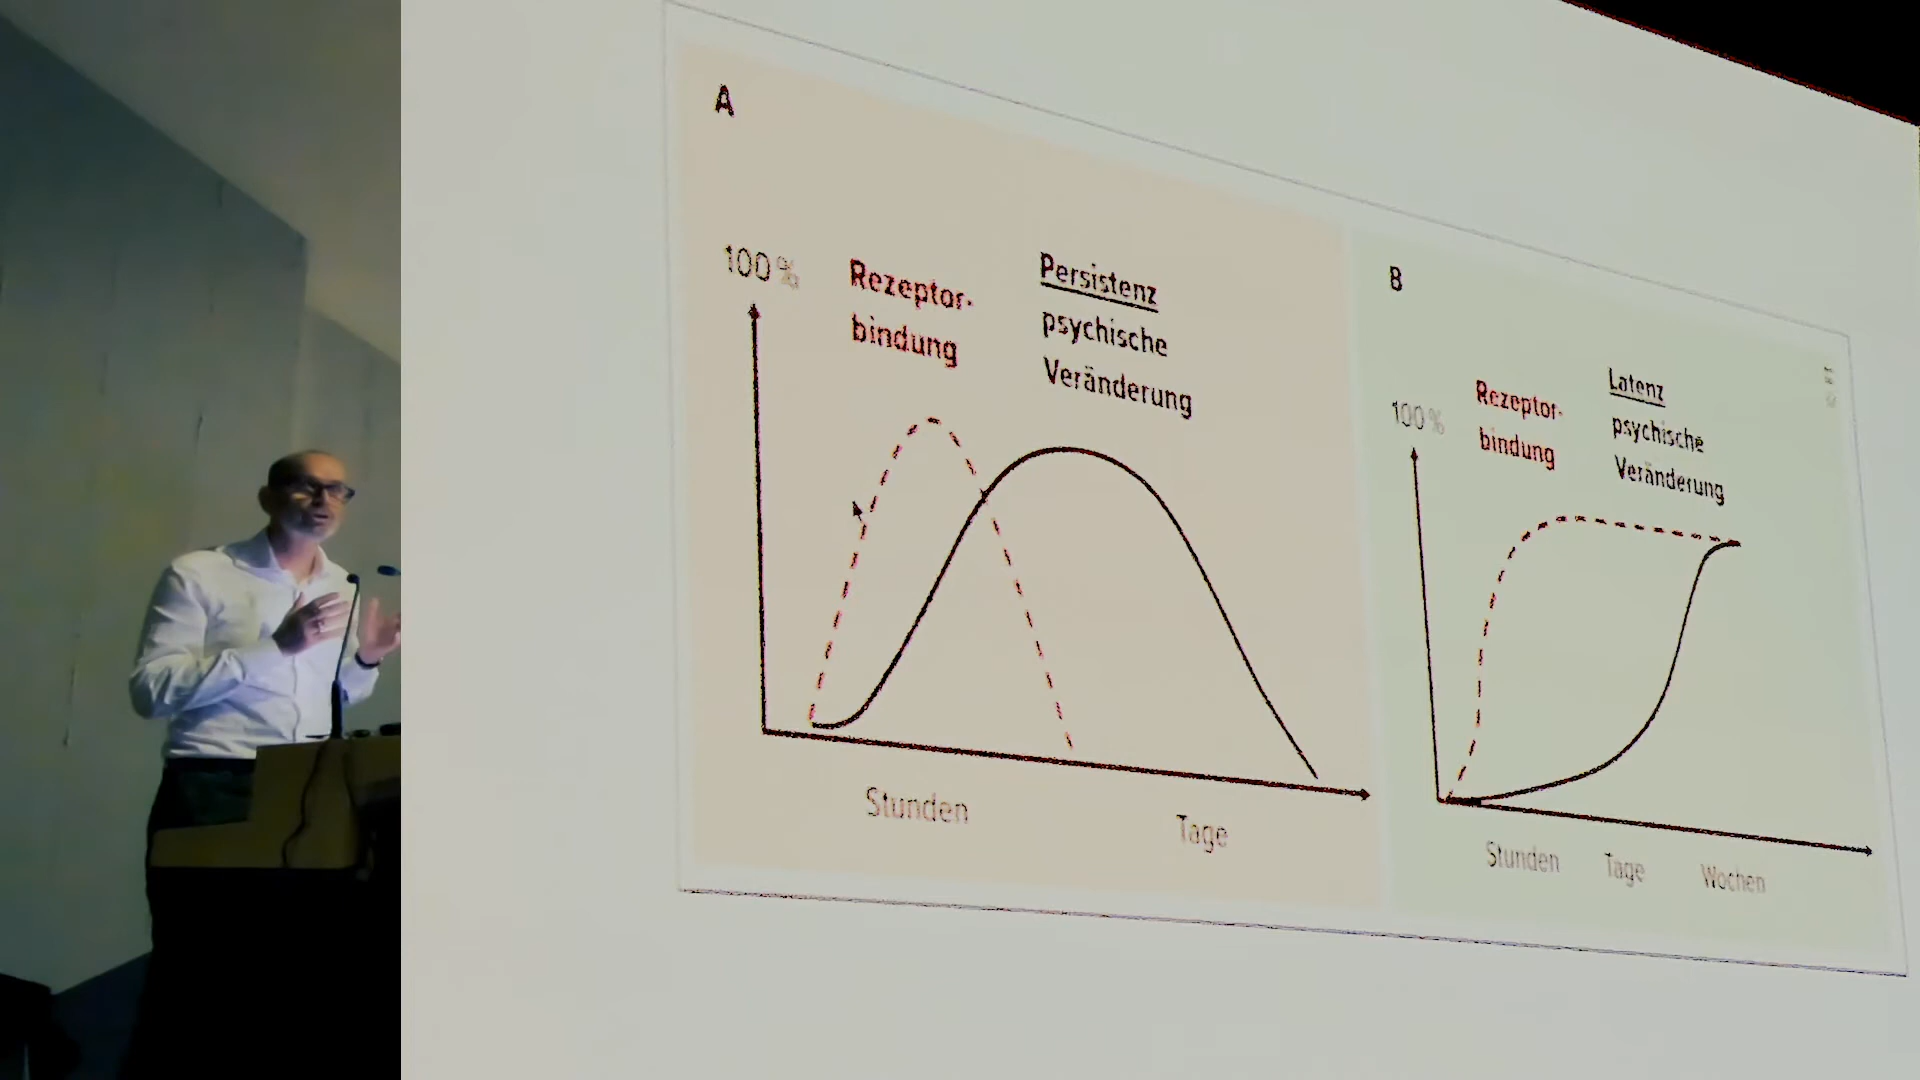 A
100 %
Rezeptor-
bindung
Persistenz
psychische
Veränderung
Stunden
Tage
B
100 %
Rezeptor-
bindung
Latenz
psychische
Veränderung
Stunden
Tage
Wochen